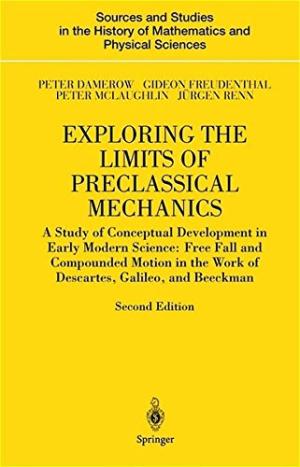 Sources and Studies
in the History of Mathematics and
Physical Sciences
PETER DAMEROW GIDEON FREUDENTHAL
PETER MCLAUGHLIN JÜRGEN RENN
EXPLORING THE
LIMITS OF
PRECLASSICAL
MECHANICS
A Study of Conceptual Development in
Early Modern Science: Free Fall and
Compounded Motion in the Work of
Descartes, Galileo, and Beeckman
Second Edition
Springer